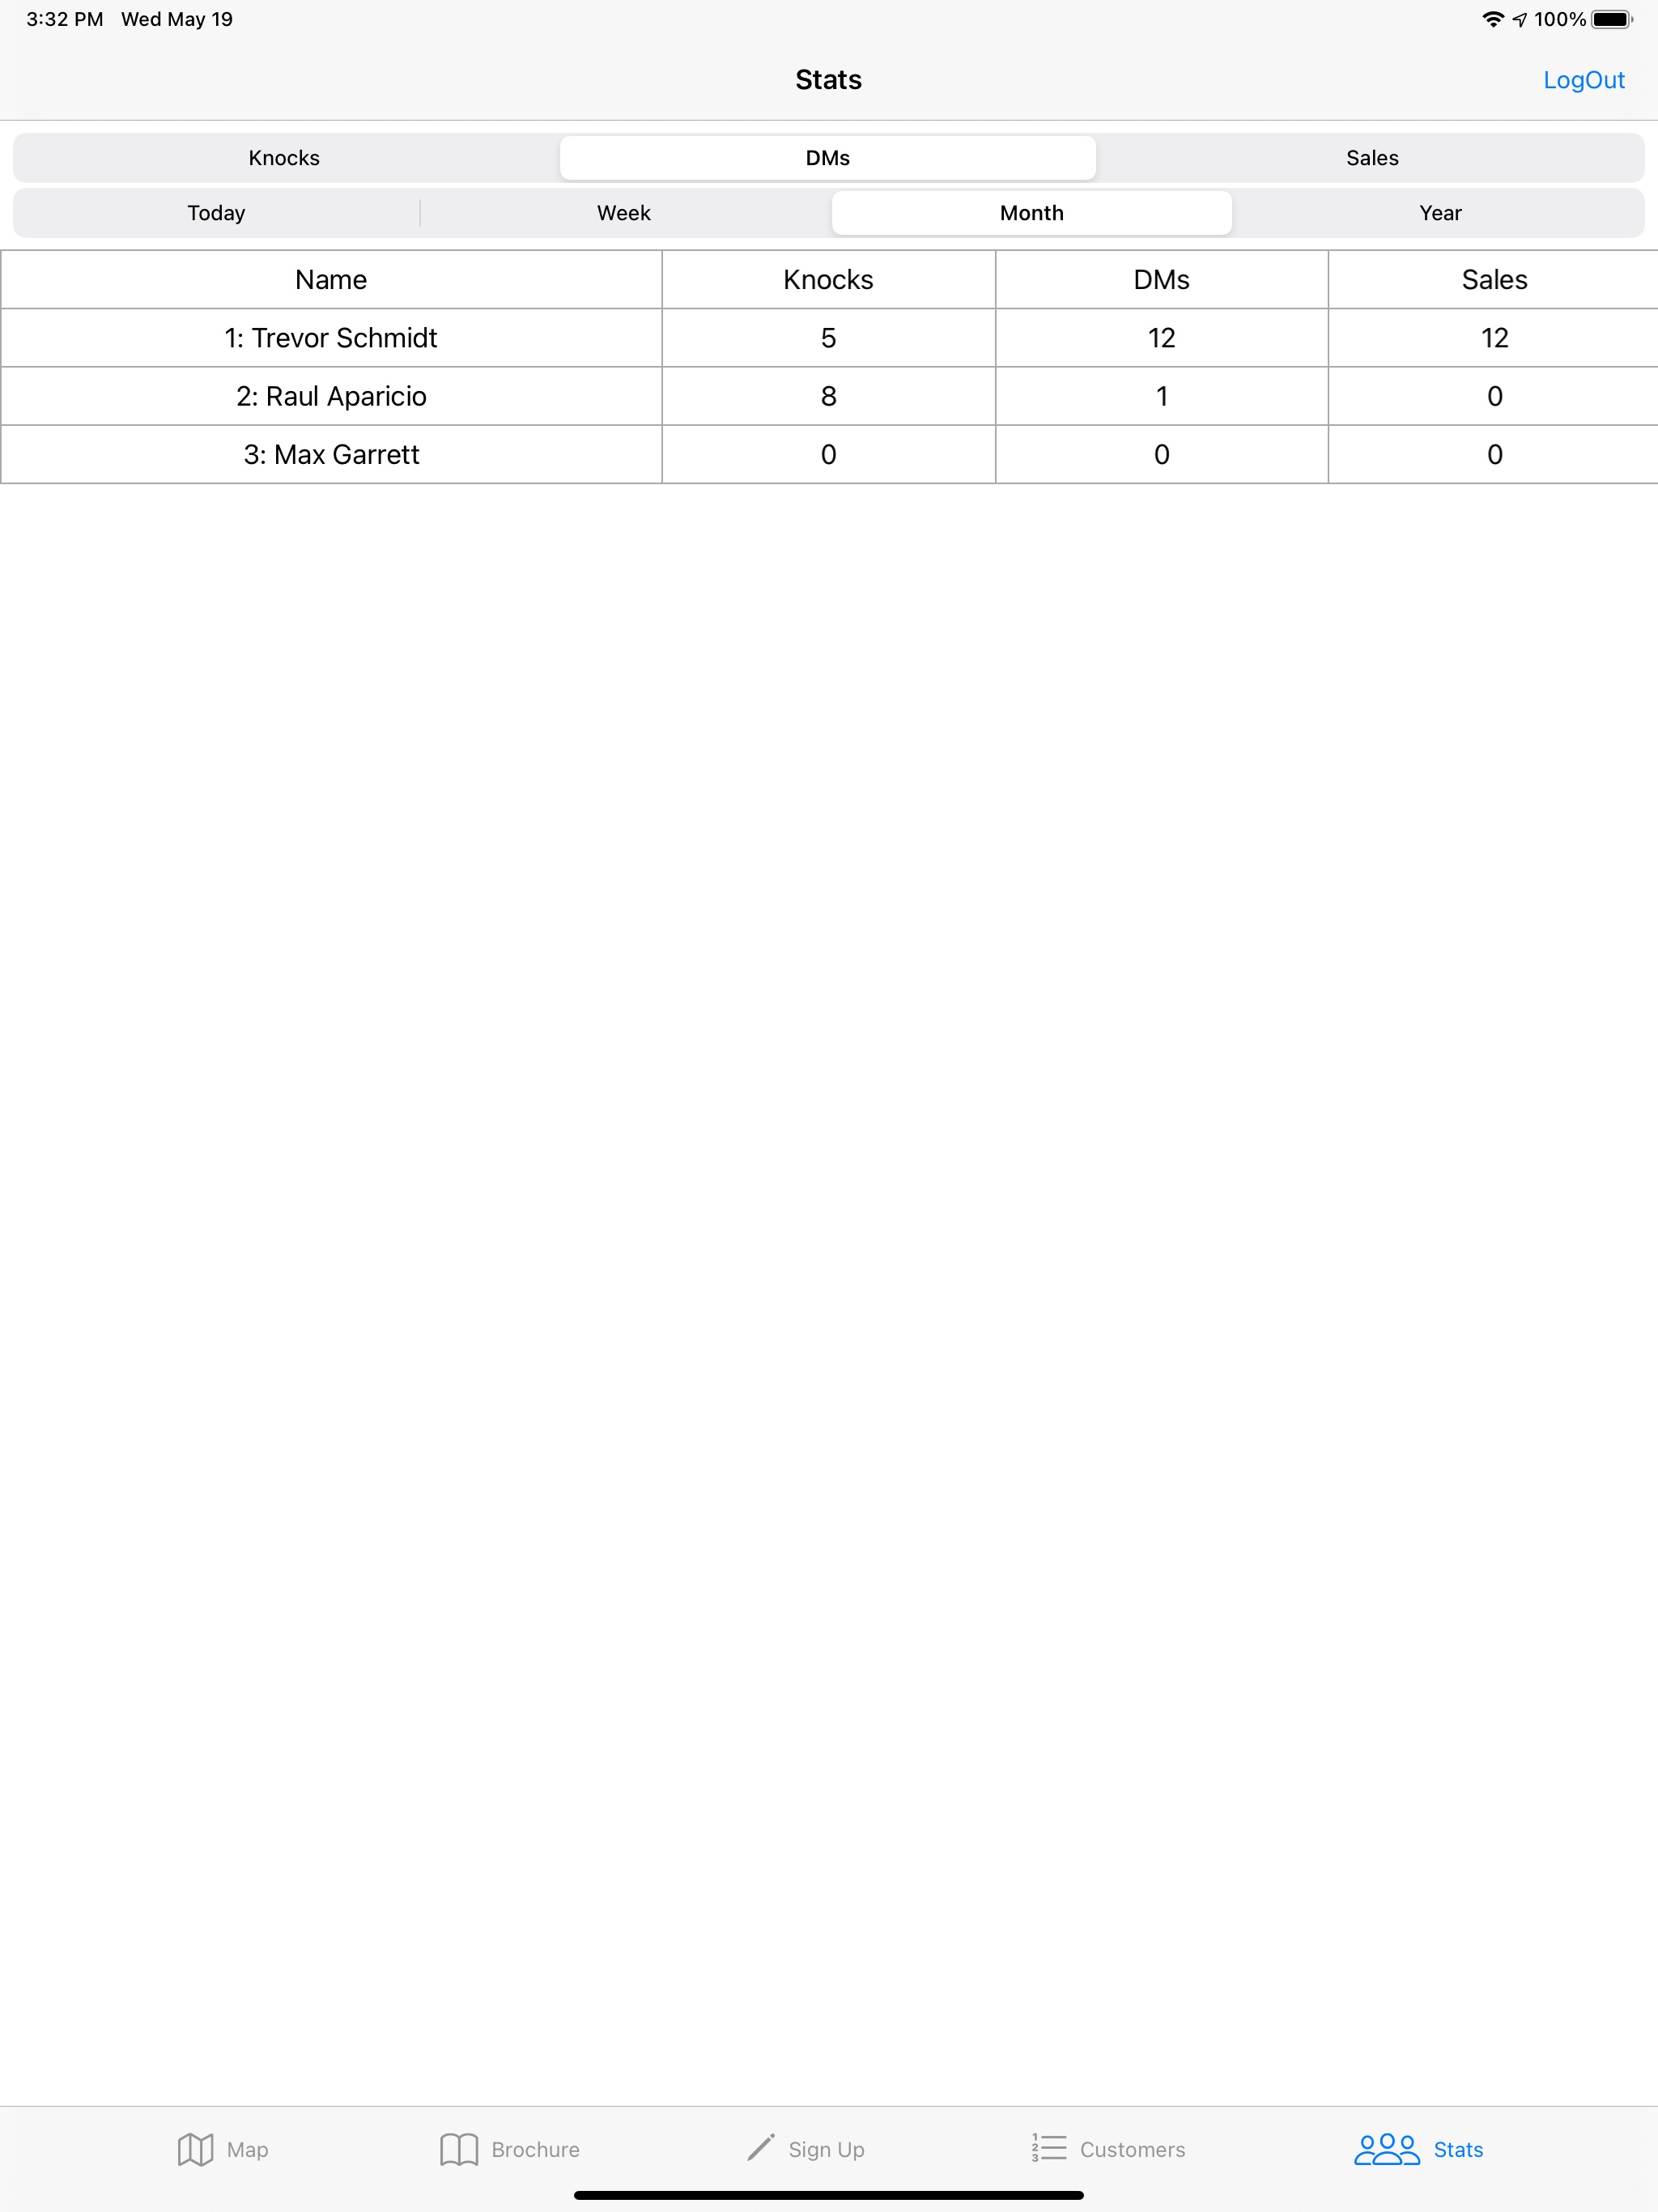 3:32 PM Wed May 19 100%
Stats LogOut
Knocks DMs Sales
Today Week Month Year
Name Knocks DMs Sales
1: Trevor Schmidt 5 12 12
2: Raul Aparicio 8 1 0
3: Max Garrett 0 0 0
Map Brochure Sign Up Customers Stats